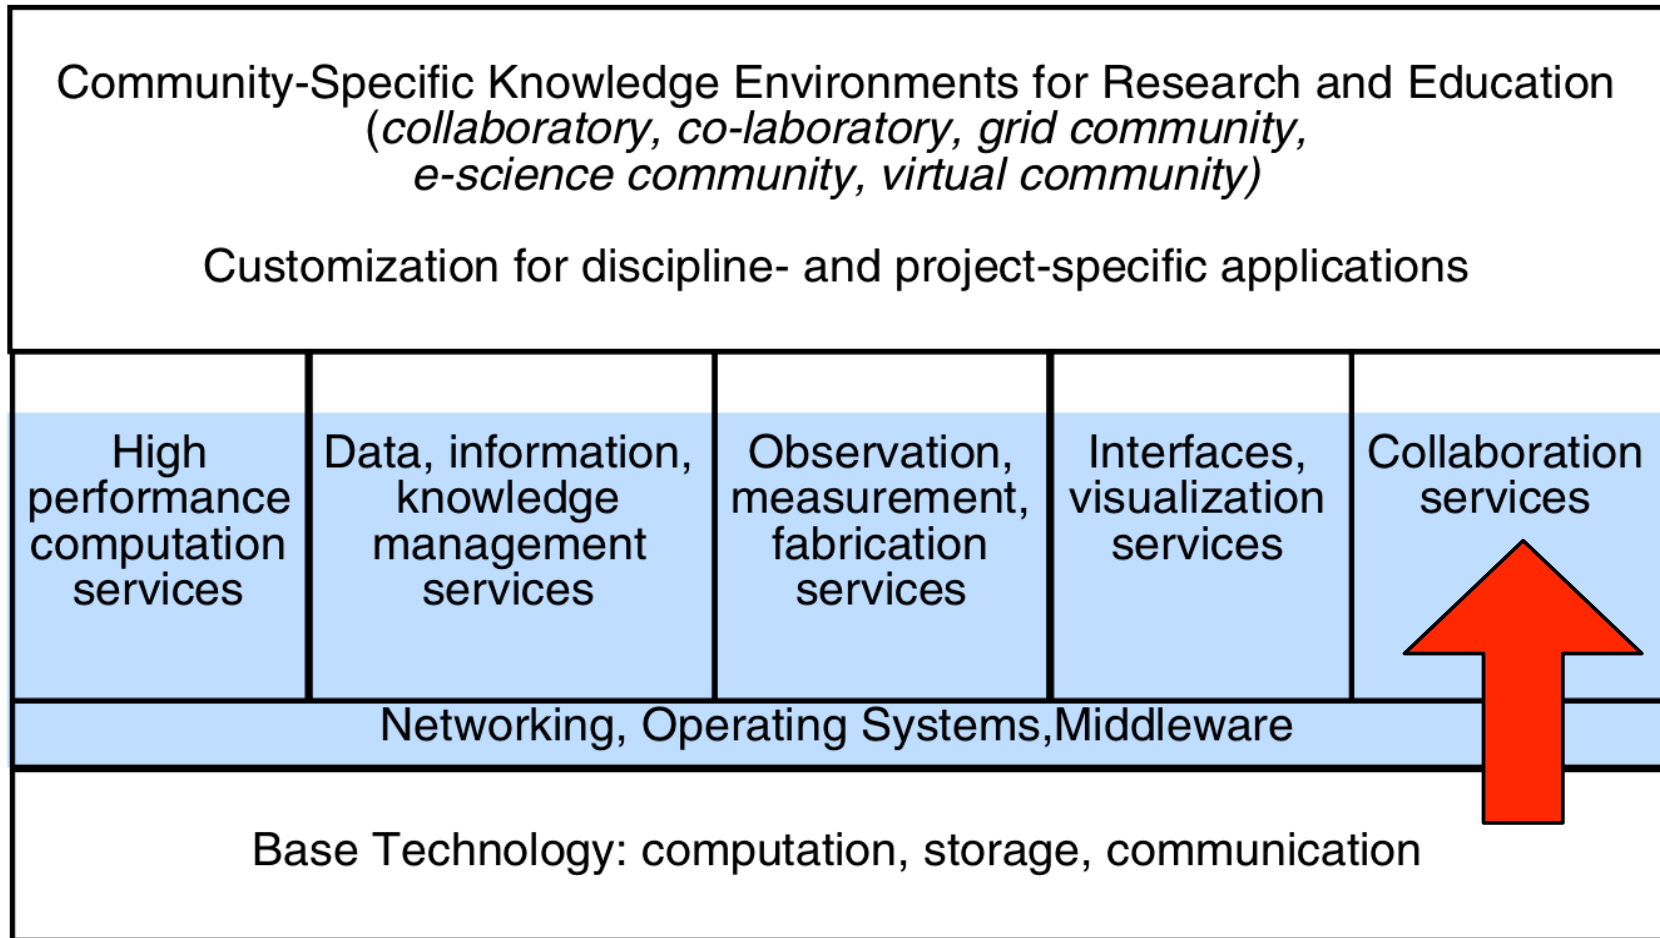 Community-Specific Knowledge Environments for Research and Education
(collaboratory, co-laboratory, grid community,
e-science community, virtual community)
Customization for discipline- and project-specific applications
High
performance
computation
services
Data, information,
knowledge
management
services
Observation,
measurement,
fabrication
services
Interfaces,
visualization
services
Collaboration
services
Networking, Operating Systems,Middleware
Base Technology: computation, storage, communication